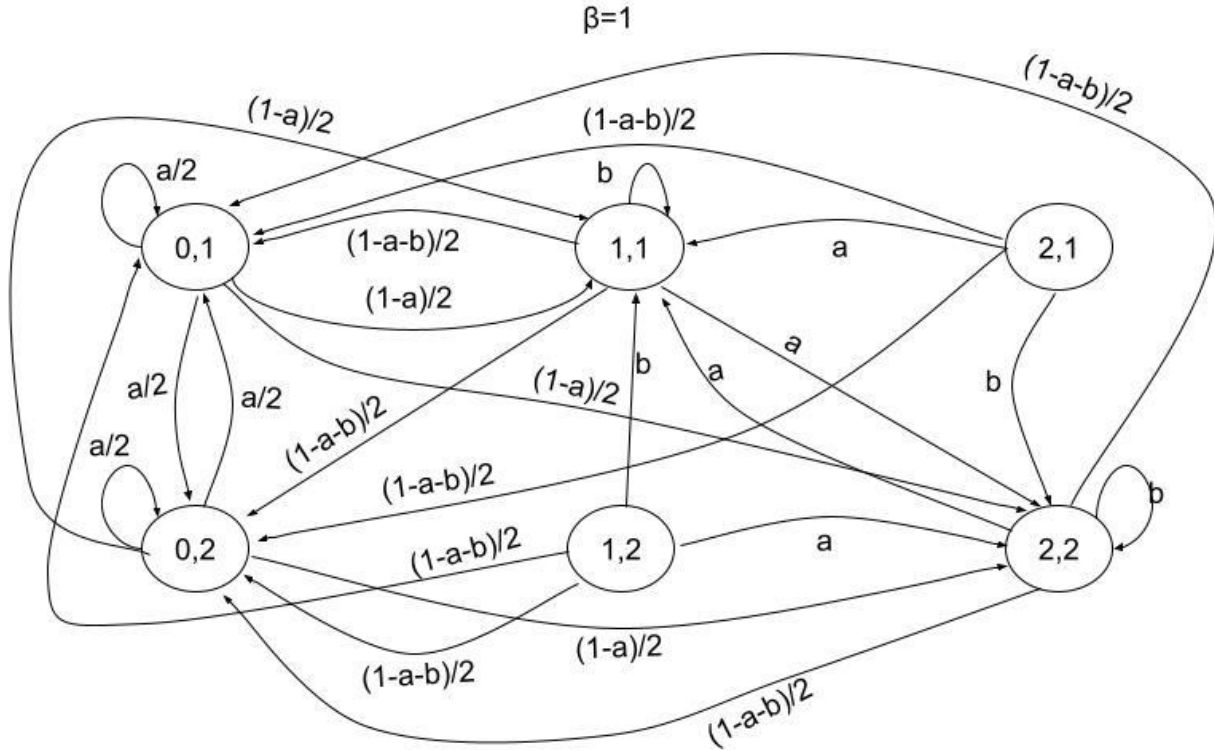 β=1
(1-a-b)/2
(1-a)/2
(1-a-b)/2
a/2
b
0,1
(1-a-b)/2
1,1
a
2,1
(1-a)/2
a
a/2
a/2
b
a
(1-a)/2
b
(1-a-b)/2
a/2
(1-a-b)/2
b
0,2
(1-a-b)/2
1,2
a
2,2
(1-a-b)/2
(1-a)/2
(1-a-b)/2